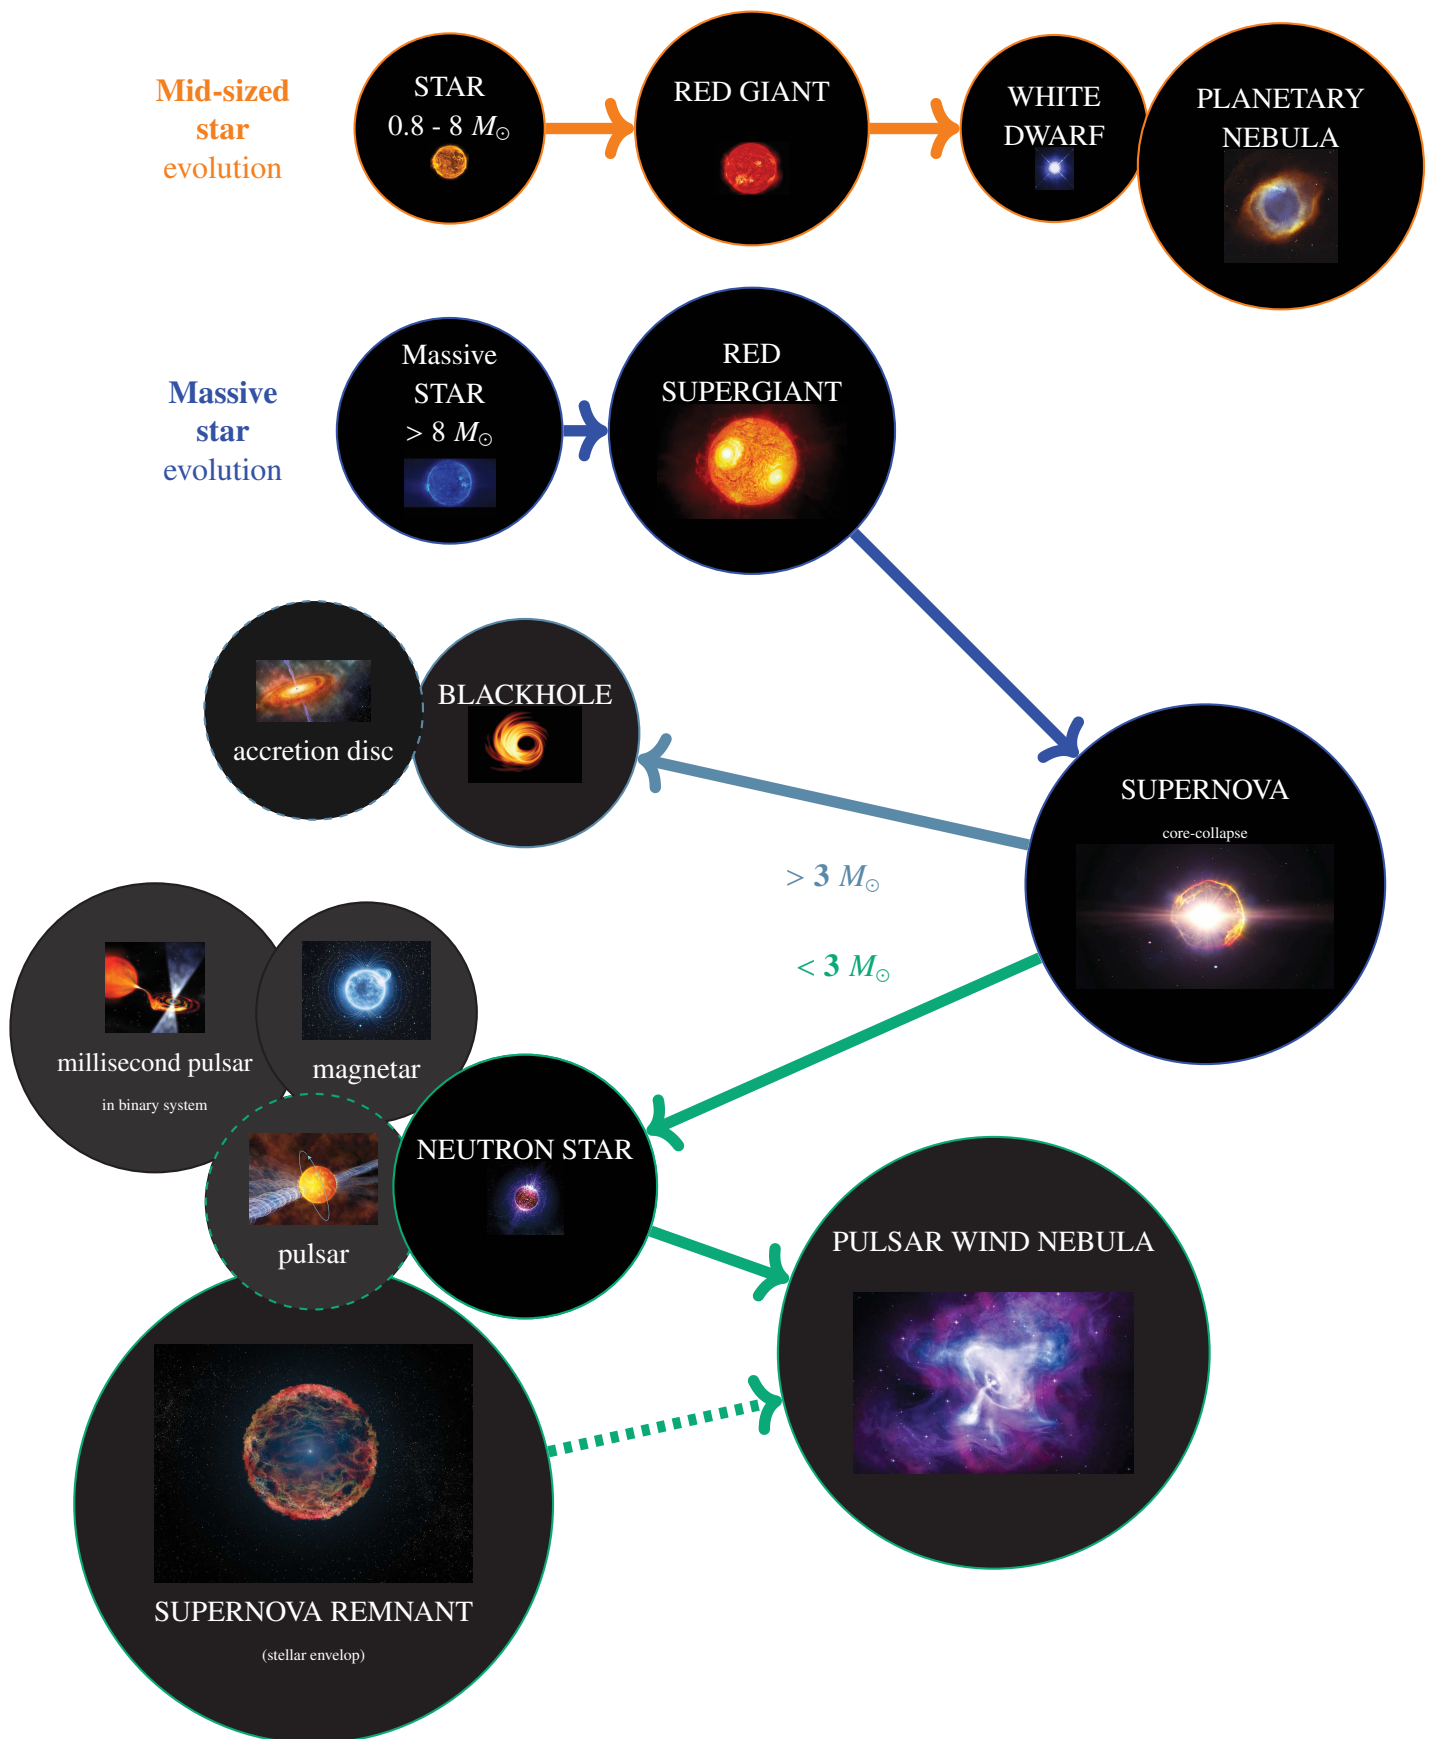 Mid-sized
star
evolution
STAR
0.8 - 8 M☉
RED GIANT
WHITE
DWARF
PLANETARY
NEBULA
Massive
star
evolution
Massive
STAR
> 8 M☉
RED
SUPERGIANT
accretion disc
BLACKHOLE
SUPERNOVA
core-collapse
> 3 M☉
< 3 M☉
millisecond pulsar
in binary system
magnetar
pulsar
NEUTRON STAR
PULSAR WIND NEBULA
SUPERNOVA REMNANT
(stellar envelop)